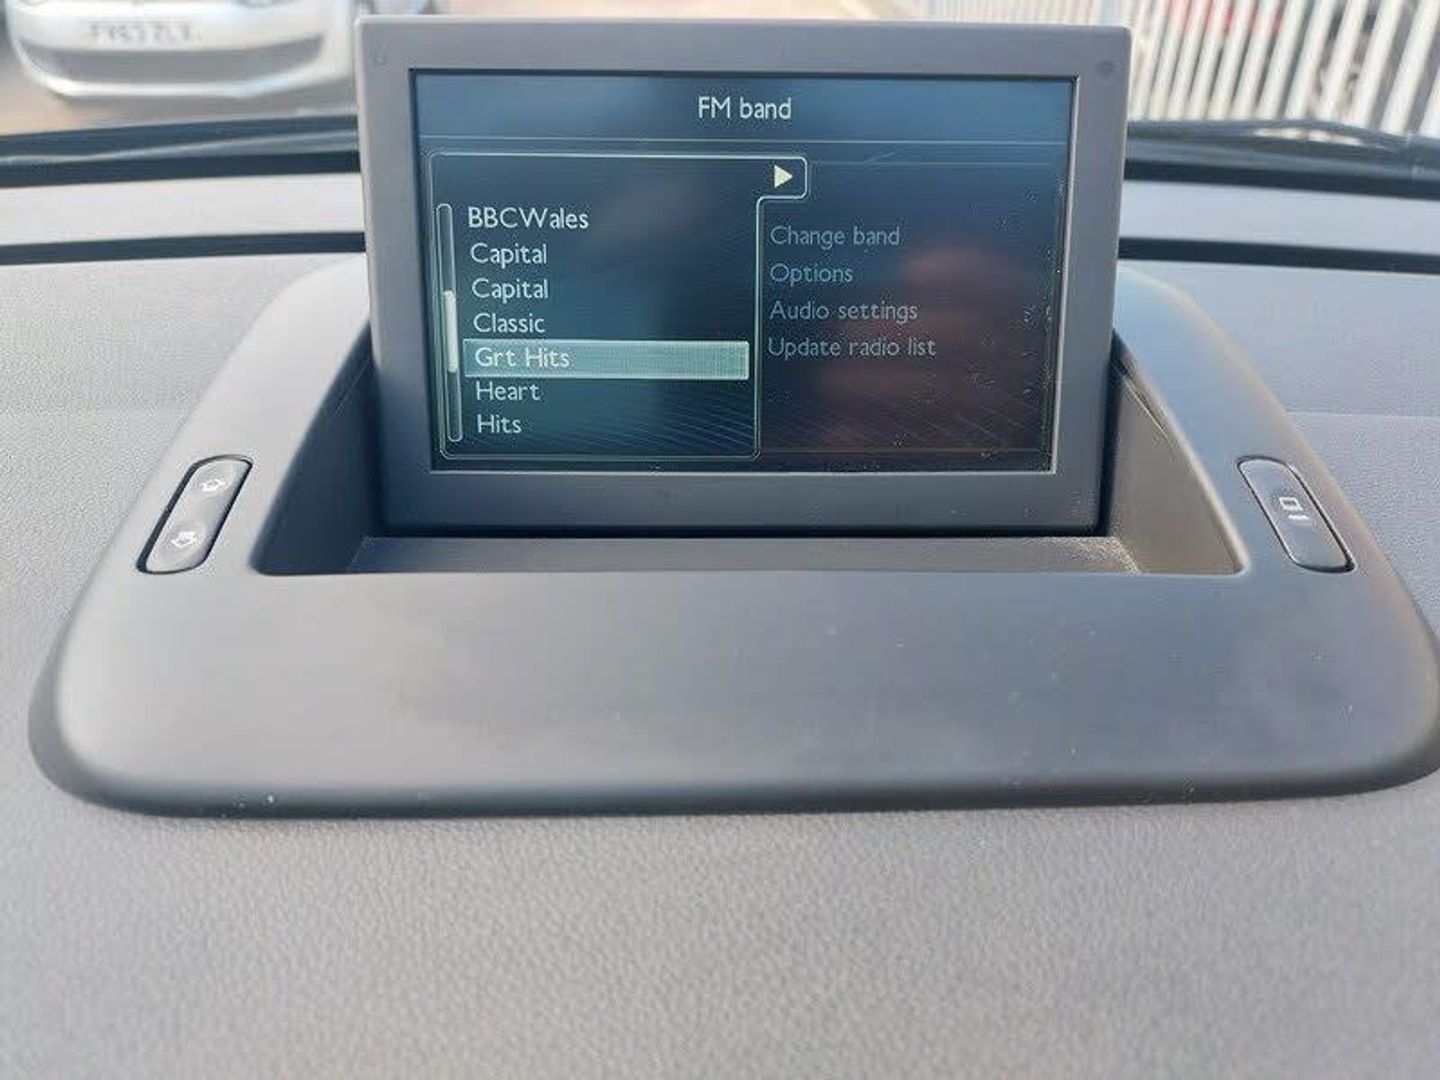 FM band
BBCWales
Capital
Capital
Classic
Grt Hits
Heart
Hits
Change band
Options
Audio settings
Update radio list